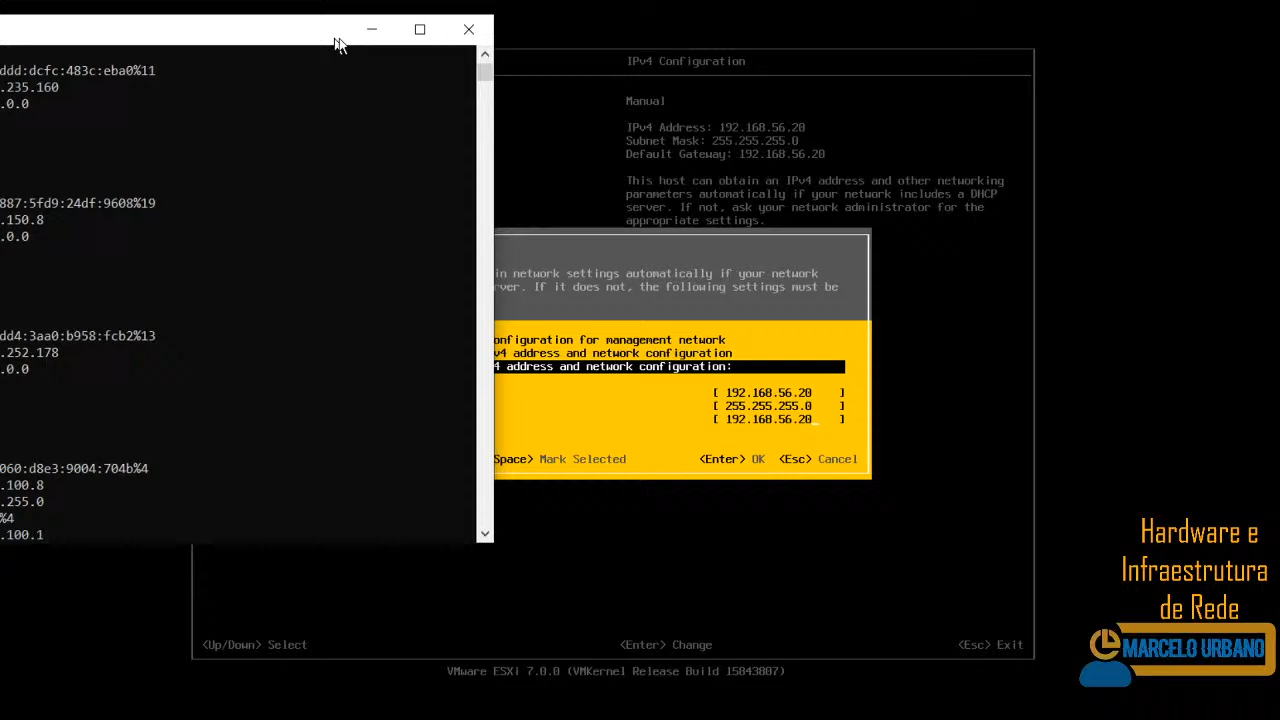 ddd:dcfc:483c:eba0%11
.235.160
.0.0
887:5fd9:24df:9608%19
.150.8
.0.0
dd4:3aa0:b958:fcb2%13
.252.178
.0.0
060:d8e3:9004:704b%4
.100.8
.255.0
%4
.100.1
IPv4 Configuration
Manual
IPv4 Address: 192.168.56.20
Subnet Mask: 255.255.255.0
Default Gateway: 192.168.56.20
This host can obtain an IPv4 address and other networking
parameters automatically if your network includes a DHCP
server. If not, ask your network administrator for the
appropriate settings.
in network settings automatically if your network
rver. If it does not, the following settings must be
onfiguration for management network
v4 address and network configuration
4 address and network configuration:
[ 192.168.56.20 ]
[ 255.255.255.0 ]
[ 192.168.56.20_ ]
Space> Mark Selected <Enter> OK <Esc> Cancel
<Up/Down> Select <Enter> Change <Esc> Exit
VMware ESXi 7.0.0 (VMKernel Release Build 15843807)
Hardware e
Infraestrutura
de Rede
MARCELO URBANO